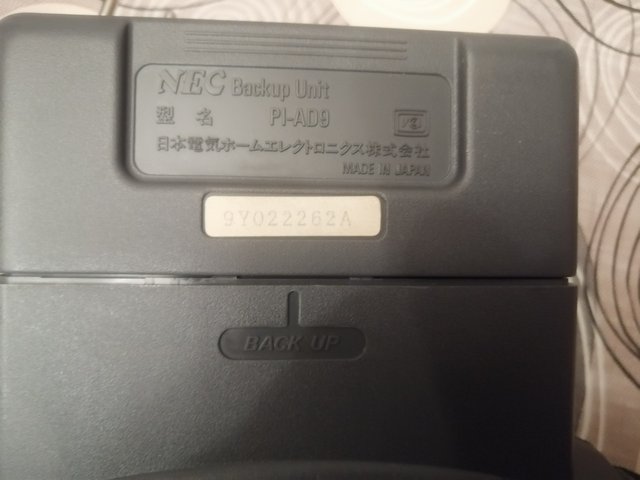 NEC Backup Unit
型名 PI-AD9
日本電気ホームエレクトロニクス株式会社
MADE IN JAPAN
9Y022262A
BACK UP